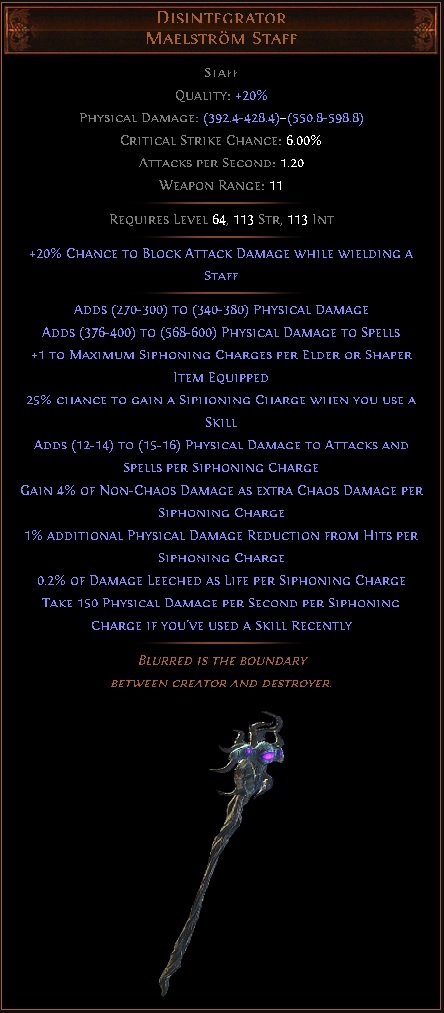 Disintegrator
Maelström Staff
Staff
Quality: +20%
Physical Damage: (392.4-428.4)–(550.8-598.8)
Critical Strike Chance: 6.00%
Attacks per Second: 1.20
Weapon Range: 11
Requires Level 64, 113 Str, 113 Int
+20% Chance to Block Attack Damage while wielding a
Staff
Adds (270-300) to (340-380) Physical Damage
Adds (376-400) to (568-600) Physical Damage to Spells
+1 to Maximum Siphoning Charges per Elder or Shaper
Item Equipped
25% chance to gain a Siphoning Charge when you use a
Skill
Adds (12-14) to (15-16) Physical Damage to Attacks and
Spells per Siphoning Charge
Gain 4% of Non-Chaos Damage as extra Chaos Damage per
Siphoning Charge
1% additional Physical Damage Reduction from Hits per
Siphoning Charge
0.2% of Damage Leeched as Life per Siphoning Charge
Take 150 Physical Damage per Second per Siphoning
Charge if you've used a Skill Recently
Blurred is the boundary
between creator and destroyer.